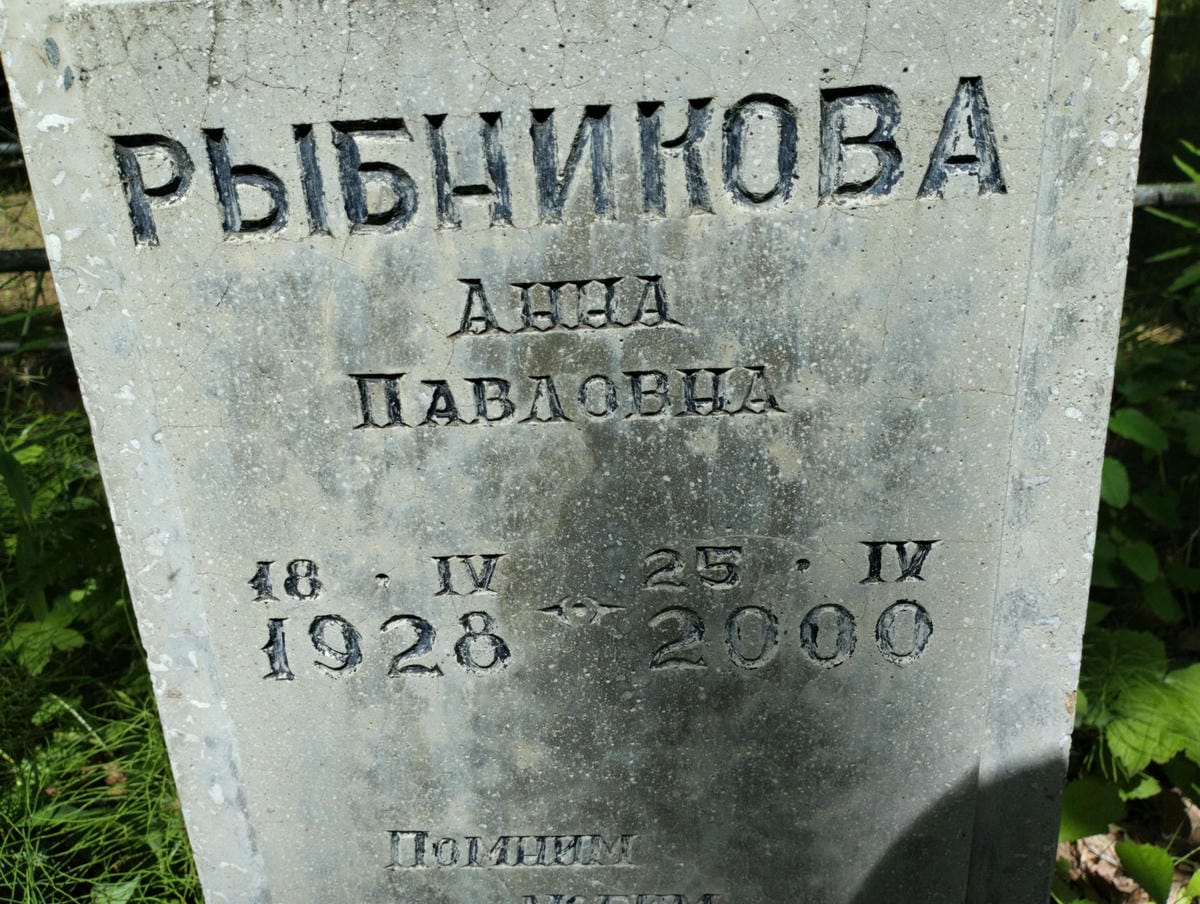 РЫБНИКОВА
АННА
ПАВЛОВНА
18 · IV 25 · IV
1928 2000
Помним